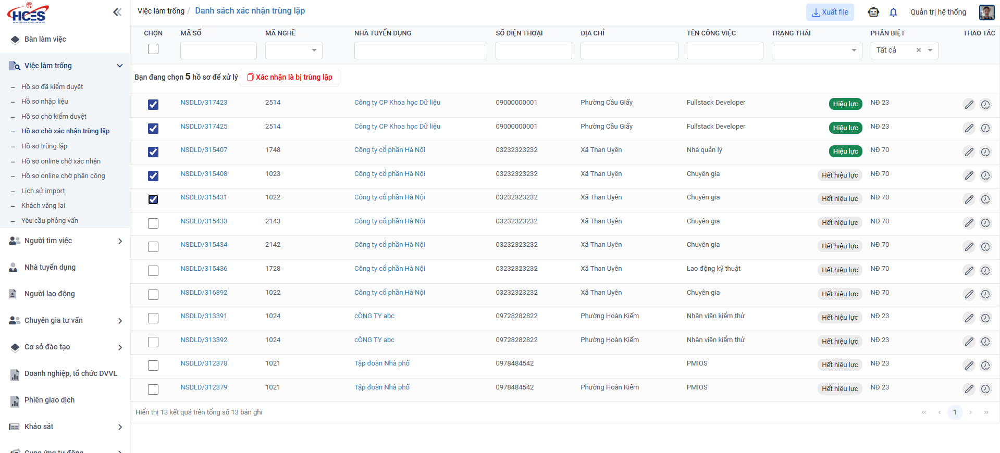 HCES
Bàn làm việc
Việc làm trống
Hồ sơ đã kiểm duyệt
Hồ sơ nhập liệu
Hồ sơ chờ kiểm duyệt
Hồ sơ chờ xác nhận trùng lặp
Hồ sơ trùng lặp
Hồ sơ online chờ xác nhận
Hồ sơ online chờ phân công
Lịch sử import
Khách vãng lai
Yêu cầu phỏng vấn
Người tìm việc
Nhà tuyển dụng
Người lao động
Chuyên gia tư vấn
Cơ sở đào tạo
Doanh nghiệp, tổ chức DVVL
Phiên giao dịch
Khảo sát
Cung ứng tự động
Việc làm trống / Danh sách xác nhận trùng lặp
Xuất file
Quản trị hệ thống
CHỌN MÃ SỐ MÃ NGHỀ NHÀ TUYỂN DỤNG SỐ ĐIỆN THOẠI ĐỊA CHỈ TÊN CÔNG VIỆC TRẠNG THÁI PHÂN BIỆT THAO TÁC
Tất cả ×
Bạn đang chọn 5 hồ sơ để xử lý Xác nhận là bị trùng lặp
NSDLD/317423 2514 Công ty CP Khoa học Dữ liệu 09000000001 Phường Cầu Giấy Fullstack Developer Hiệu lực NĐ 23
NSDLD/317425 2514 Công ty CP Khoa học Dữ liệu 09000000001 Phường Cầu Giấy Fullstack Developer Hiệu lực NĐ 23
NSDLD/315407 1748 Công ty cổ phần Hà Nội 03232323232 Xã Than Uyên Nhà quản lý Hiệu lực NĐ 70
NSDLD/315408 1023 Công ty cổ phần Hà Nội 03232323232 Xã Than Uyên Chuyên gia Hết hiệu lực NĐ 70
NSDLD/315431 1022 Công ty cổ phần Hà Nội 03232323232 Xã Than Uyên Chuyên gia Hết hiệu lực NĐ 70
NSDLD/315433 2143 Công ty cổ phần Hà Nội 03232323232 Xã Than Uyên Chuyên gia Hết hiệu lực NĐ 70
NSDLD/315434 2142 Công ty cổ phần Hà Nội 03232323232 Xã Than Uyên Chuyên gia Hết hiệu lực NĐ 70
NSDLD/315436 1728 Công ty cổ phần Hà Nội 03232323232 Xã Than Uyên Lao động kỹ thuật Hết hiệu lực NĐ 70
NSDLD/316392 1022 Công ty cổ phần Hà Nội 03232323232 Xã Than Uyên Chuyên gia Hết hiệu lực NĐ 70
NSDLD/313391 1024 cÔNG TY abc 09728282822 Phường Hoàn Kiếm Nhân viên kiểm thử Hết hiệu lực NĐ 23
NSDLD/313392 1024 cÔNG TY abc 09728282822 Phường Hoàn Kiếm Nhân viên kiểm thử Hết hiệu lực NĐ 23
NSDLD/312378 1021 Tập đoàn Nhà phố 0978484542 PMIOS Hết hiệu lực NĐ 23
NSDLD/312379 1021 Tập đoàn Nhà phố 0978484542 Phường Hoàn Kiếm PMIOS Hết hiệu lực NĐ 23
Hiển thị 13 kết quả trên tổng số 13 bản ghi
« ‹ 1 › »